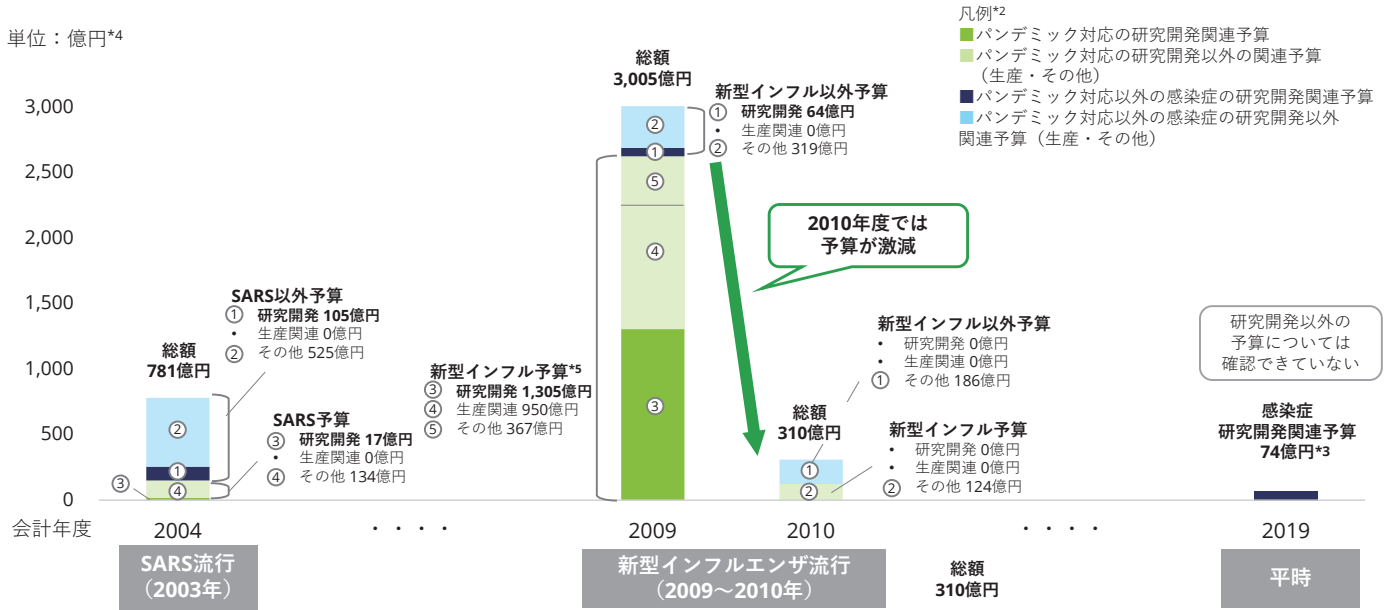 単位：億円*4
凡例*2
パンデミック対応の研究開発関連予算
パンデミック対応の研究開発以外の関連予算
（生産・その他）
パンデミック対応以外の感染症の研究開発関連予算
パンデミック対応以外の感染症の研究開発以外
関連予算（生産・その他）
3,000
2,500
2,000
1,500
1,000
500
0
総額
781億円
②
①
④
③
SARS以外予算
① 研究開発 105億円
• 生産関連 0億円
② その他 525億円
SARS予算
③ 研究開発 17億円
• 生産関連 0億円
④ その他 134億円
総額
3,005億円
②
①
⑤
④
③
新型インフル以外予算
① 研究開発 64億円
• 生産関連 0億円
② その他 319億円
新型インフル予算*5
③ 研究開発 1,305億円
④ 生産関連 950億円
⑤ その他 367億円
2010年度では
予算が激減
総額
310億円
①
②
新型インフル以外予算
• 研究開発 0億円
• 生産関連 0億円
① その他 186億円
新型インフル予算
• 研究開発 0億円
• 生産関連 0億円
② その他 124億円
研究開発以外の
予算については
確認できていない
感染症
研究開発関連予算
74億円*3
会計年度
2004
・・・・
2009
2010
・・・・
2019
SARS流行
（2003年）
新型インフルエンザ流行
（2009～2010年）
総額
310億円
平時